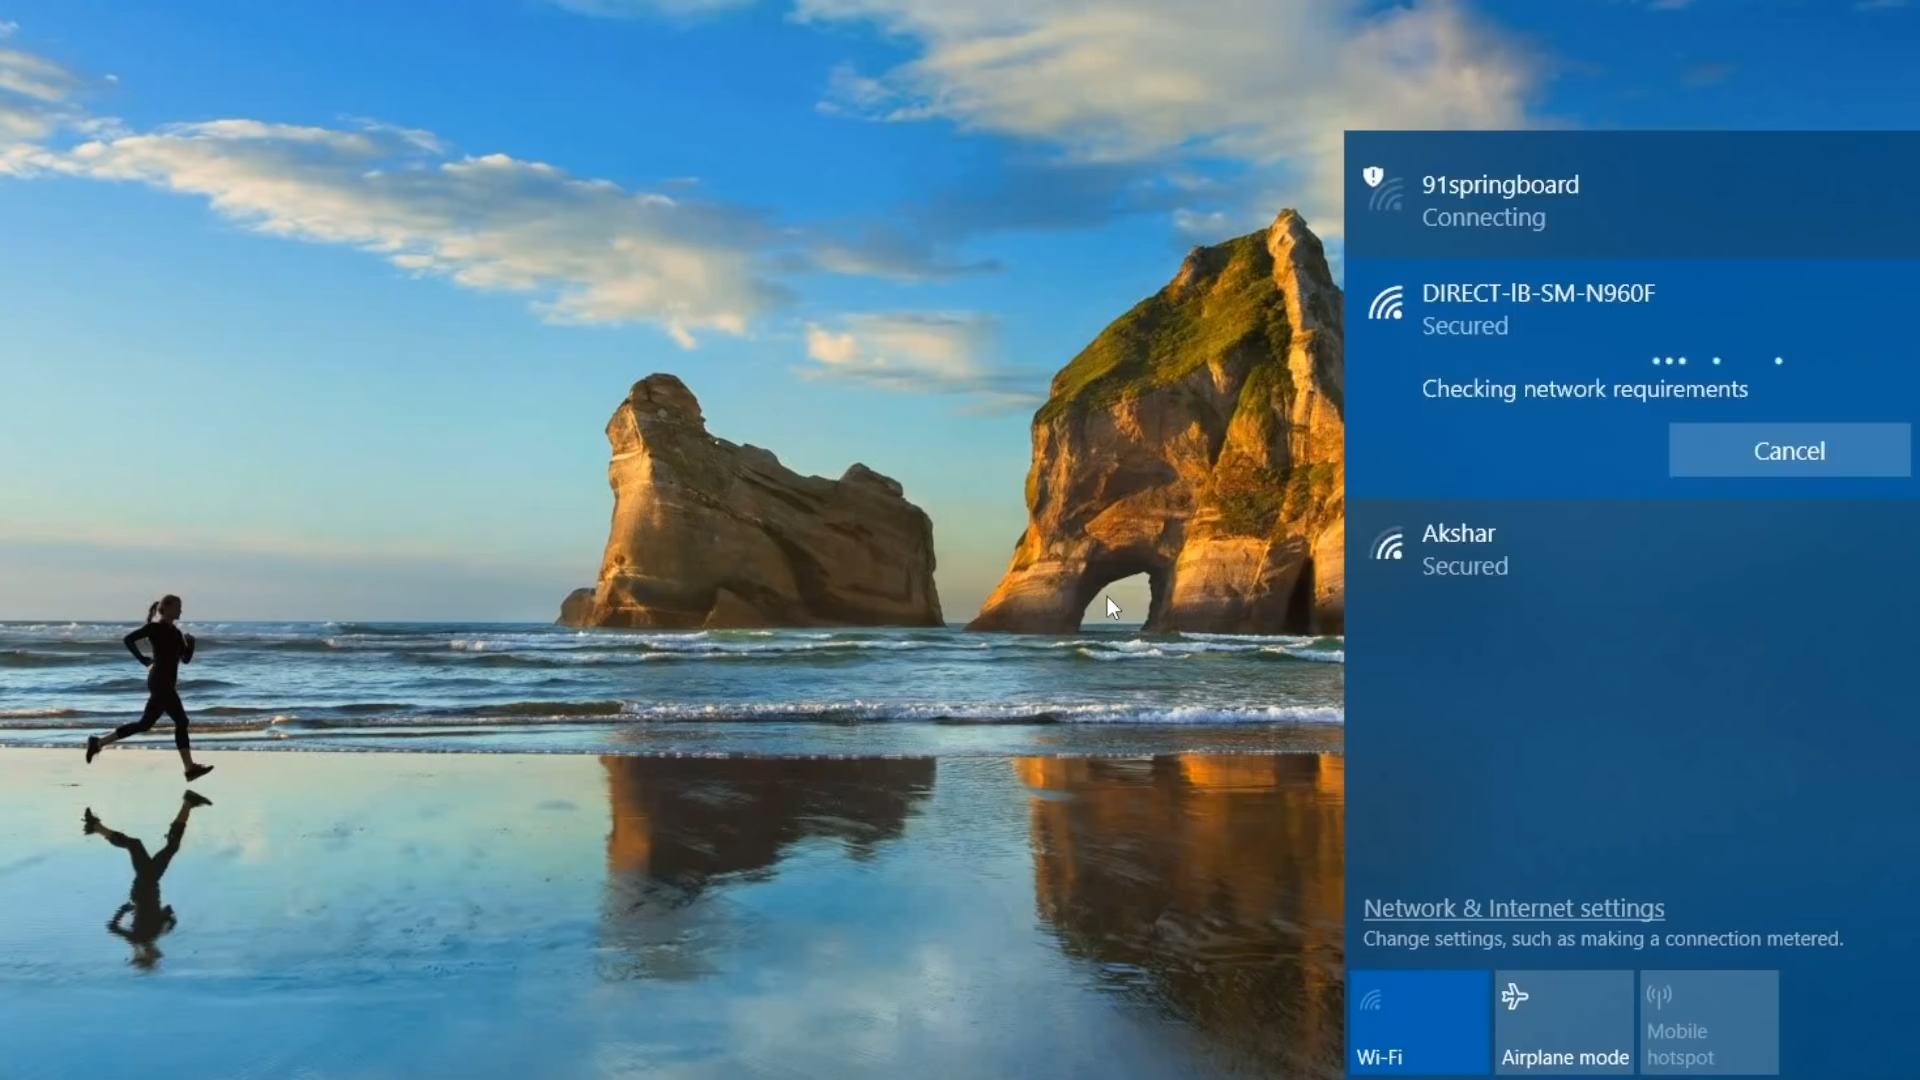 91springboard
Connecting
DIRECT-lB-SM-N960F
Secured
Checking network requirements
Cancel
Akshar
Secured
Network & Internet settings
Change settings, such as making a connection metered.
Wi-Fi
Airplane mode
Mobile
hotspot